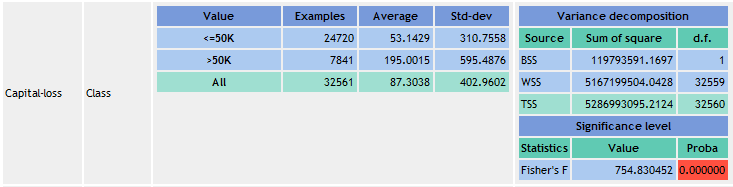 Value Examples Average Std-dev Variance decomposition
<=50K 24720 53.1429 310.7558 Source Sum of square d.f.
>50K 7841 195.0015 595.4876 BSS 119793591.1697 1
All 32561 87.3038 402.9602 WSS 5167199504.0428 32559
Capital-loss Class TSS 5286993095.2124 32560
Significance level
Statistics Value Proba
Fisher's F 754.830452 0.000000